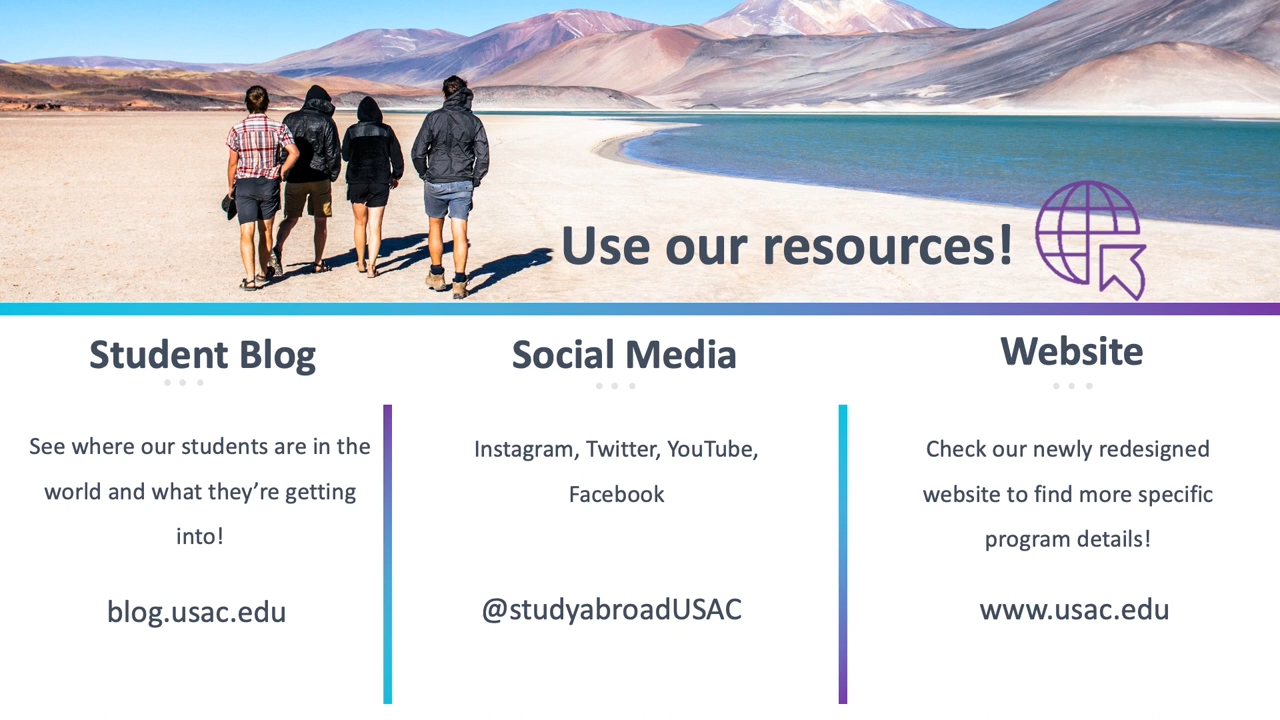 Use our resources!
Student Blog
See where our students are in the
world and what they’re getting
into!
blog.usac.edu
Social Media
Instagram, Twitter, YouTube,
Facebook
@studyabroadUSAC
Website
Check our newly redesigned
website to find more specific
program details!
www.usac.edu